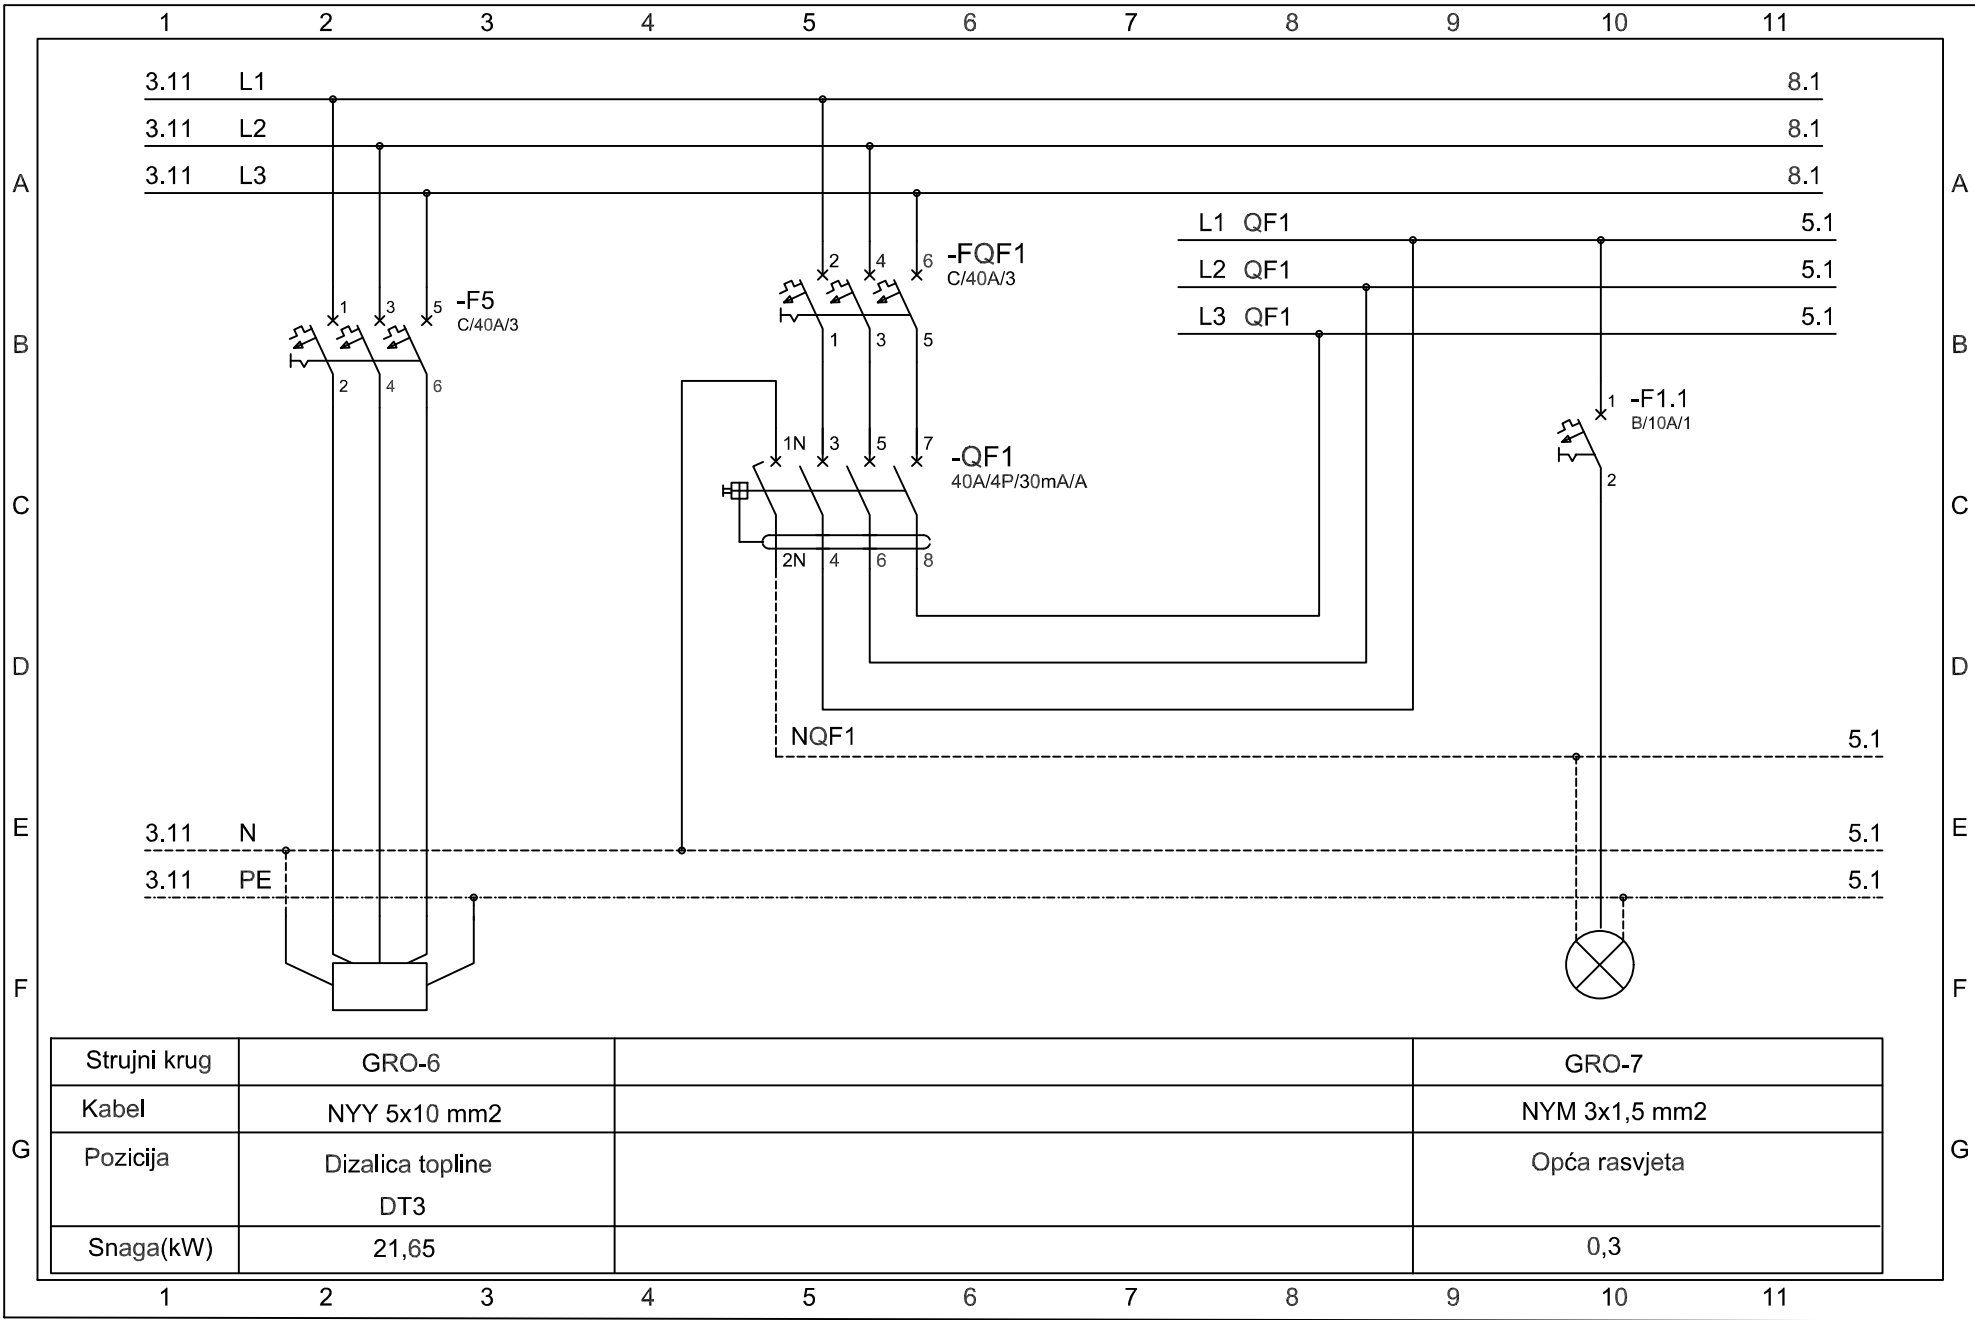 1 2 3 4 5 6 7 8 9 10 11
3.11 L1 8.1
3.11 L2 8.1
3.11 L3 8.1
A A
L1 QF1 5.1
L2 QF1 5.1
L3 QF1 5.1
2 4 6 -FQF1
C/40A/3
1 3 5 -F5
C/40A/3
1 3 5
B B
2 4 6
1 -F1.1
B/10A/1
1N 3 5 7 -QF1
40A/4P/30mA/A
2
C C
2N 4 6 8
D D
NQF1 5.1
E E
3.11 N 5.1
3.11 PE 5.1
F F
Strujni krug GRO-6 GRO-7
Kabel NYY 5x10 mm2 NYM 3x1,5 mm2
G G
Pozicija Dizalica topline Opća rasvjeta
DT3
Snaga(kW) 21,65 0,3
1 2 3 4 5 6 7 8 9 10 11